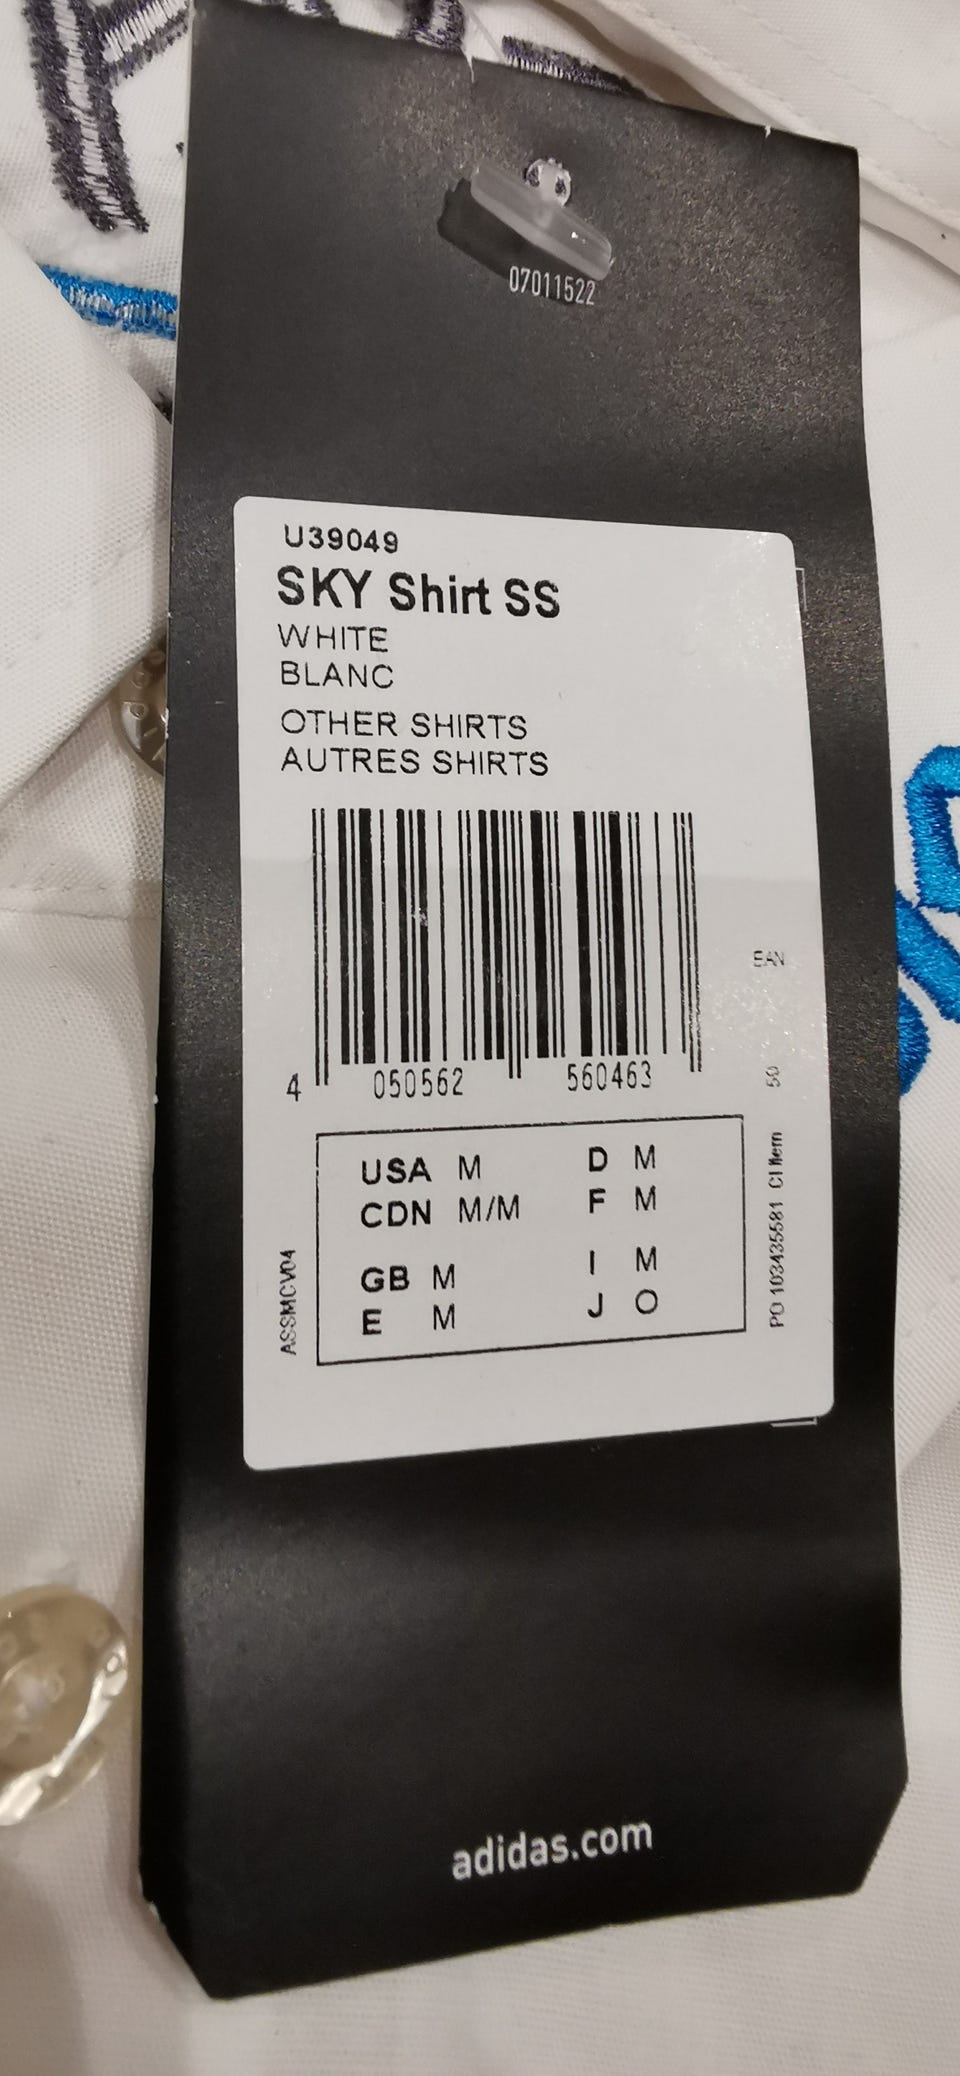 07011522
U39049
SKY Shirt SS
WHITE
BLANC
OTHER SHIRTS
AUTRES SHIRTS
EAN
4 050562 560463
50
USA M D M
CDN M/M F M
GB M I M
E M J O
ASSMCV04
PO 103435581 CI Item
adidas.com